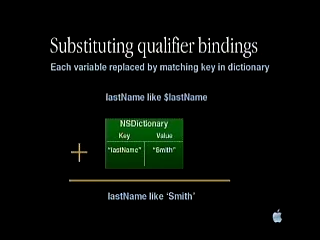 Substituting qualifier bindings
Each variable replaced by matching key in dictionary
lastName like $lastName
NSDictionary
Key Value
"lastName" "Smith"
+
lastName like 'Smith'